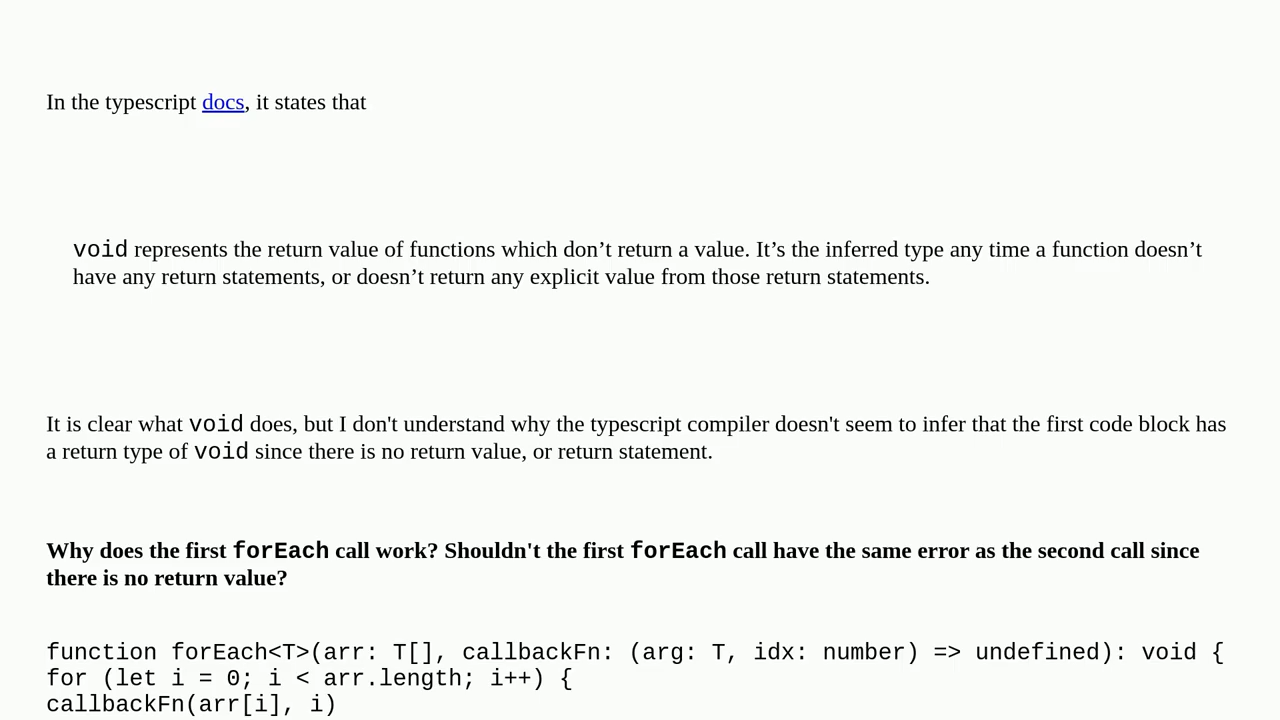 In the typescript docs, it states that
void represents the return value of functions which don’t return a value. It’s the inferred type any time a function doesn’t
have any return statements, or doesn’t return any explicit value from those return statements.
It is clear what void does, but I don't understand why the typescript compiler doesn't seem to infer that the first code block has
a return type of void since there is no return value, or return statement.
Why does the first forEach call work? Shouldn't the first forEach call have the same error as the second call since
there is no return value?
function forEach<T>(arr: T[], callbackFn: (arg: T, idx: number) => undefined): void {
for (let i = 0; i < arr.length; i++) {
callbackFn(arr[i], i)